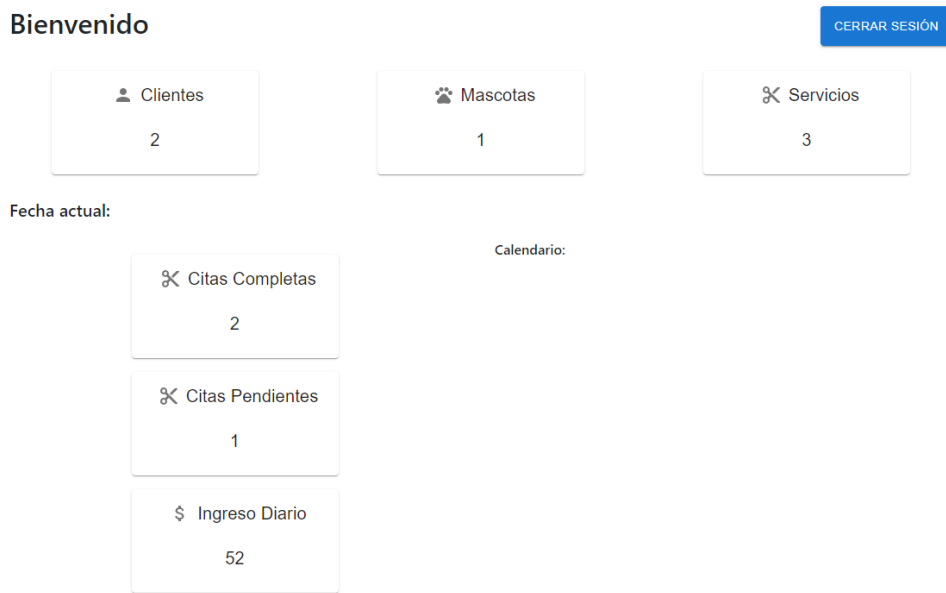 Bienvenido
CERRAR SESIÓN
Clientes
2
Mascotas
1
Servicios
3
Fecha actual:
Calendario:
Citas Completas
2
Citas Pendientes
1
Ingreso Diario
52